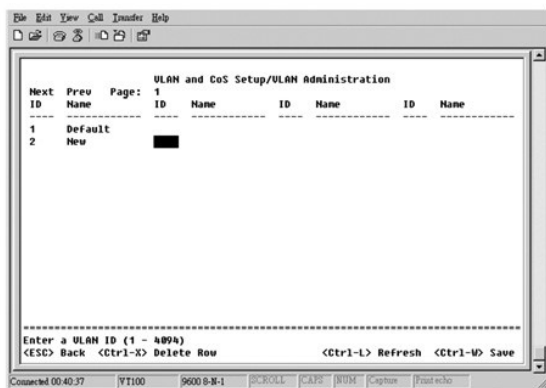 File Edit View Call Transfer Help
VLAN and CoS Setup/VLAN Administration
Next Prev Page: 1
ID Name ID Name ID Name ID Name
---- ------------ ---- ------------ ---- ------------ ---- ------------
1 Default
2 New
Enter a VLAN ID (1 - 4094)
<ESC> Back <Ctrl-X> Delete Row <Ctrl-L> Refresh <Ctrl-W> Save
Connected 00:40:37 VT100 9600 8-N-1 SCROLL CAPS NUM Capture Print echo